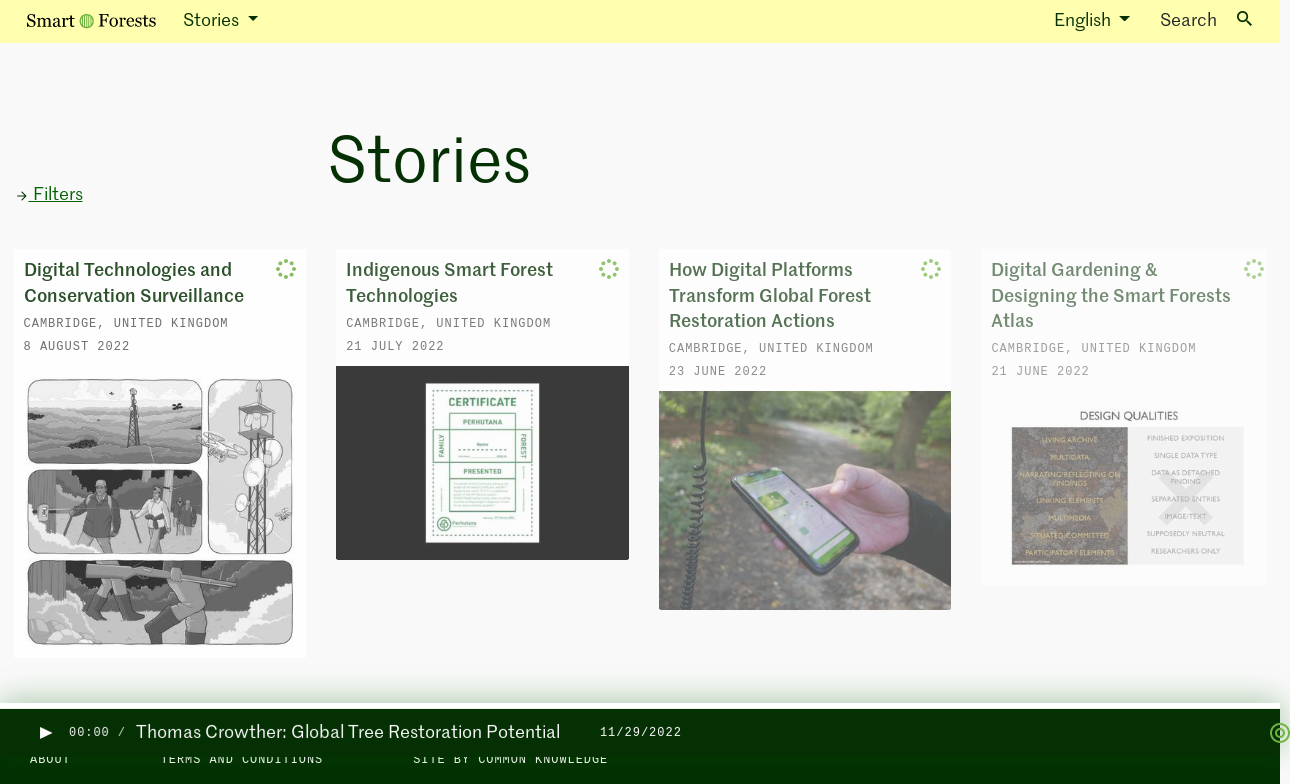 Smart Forests
Stories
English
Search
Stories
Filters
Digital Technologies and
Conservation Surveillance
CAMBRIDGE, UNITED KINGDOM
8 AUGUST 2022
Indigenous Smart Forest
Technologies
CAMBRIDGE, UNITED KINGDOM
21 JULY 2022
CERTIFICATE
PERHUTANA
FAMILY
Name
FOREST
PRESENTED
Perhutana
How Digital Platforms
Transform Global Forest
Restoration Actions
CAMBRIDGE, UNITED KINGDOM
23 JUNE 2022
Digital Gardening &
Designing the Smart Forests
Atlas
CAMBRIDGE, UNITED KINGDOM
21 JUNE 2022
DESIGN QUALITIES
LIVING ARCHIVE
MULTIDATA
NARRATING/REFLECTING ON
FINDINGS
LINKING ELEMENTS
MULTIMEDIA
SITUATED/COMMITTED
PARTICIPATORY ELEMENTS
FINISHED EXPOSITION
SINGLE DATA TYPE
DATA AS DETACHED
FINDING
SEPARATED ENTRIES
IMAGE/TEXT
SUPPOSEDLY NEUTRAL
RESEARCHERS ONLY
00:00 / Thomas Crowther: Global Tree Restoration Potential 11/29/2022
ABOUT
TERMS AND CONDITIONS
SITE BY COMMON KNOWLEDGE